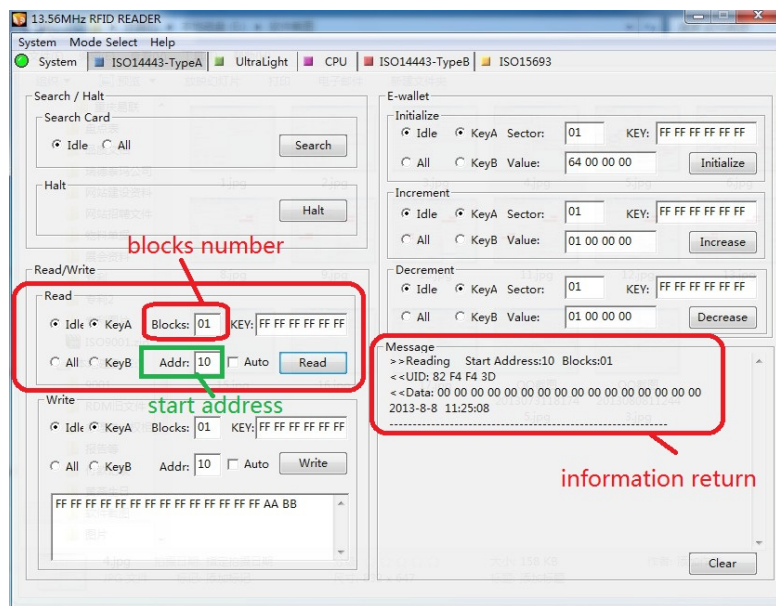 13.56MHz RFID READER
System Mode Select Help
System ISO14443-TypeA UltraLight CPU ISO14443-TypeB ISO15693
Search / Halt
Search Card
Idle All Search
Halt
Halt
blocks number
Read/Write
Read
Idle KeyA Blocks: 01 KEY: FF FF FF FF FF FF
All KeyB Addr: 10 Auto Read
start address
Write
Idle KeyA Blocks: 01 KEY: FF FF FF FF FF FF
All KeyB Addr: 10 Auto Write
FF FF FF FF FF FF FF FF FF FF FF FF FF FF AA BB
E-wallet
Initialize
Idle KeyA Sector: 01 KEY: FF FF FF FF FF FF
All KeyB Value: 64 00 00 00 Initialize
Increment
Idle KeyA Sector: 01 KEY: FF FF FF FF FF FF
All KeyB Value: 01 00 00 00 Increase
Decrement
Idle KeyA Sector: 01 KEY: FF FF FF FF FF FF
All KeyB Value: 01 00 00 00 Decrease
Message
>>Reading Start Address:10 Blocks:01
<<UID: 82 F4 F4 3D
<<Data: 00 00 00 00 00 00 00 00 00 00 00 00 00 00 00 00
2013-8-8 11:25:08
information return
Clear